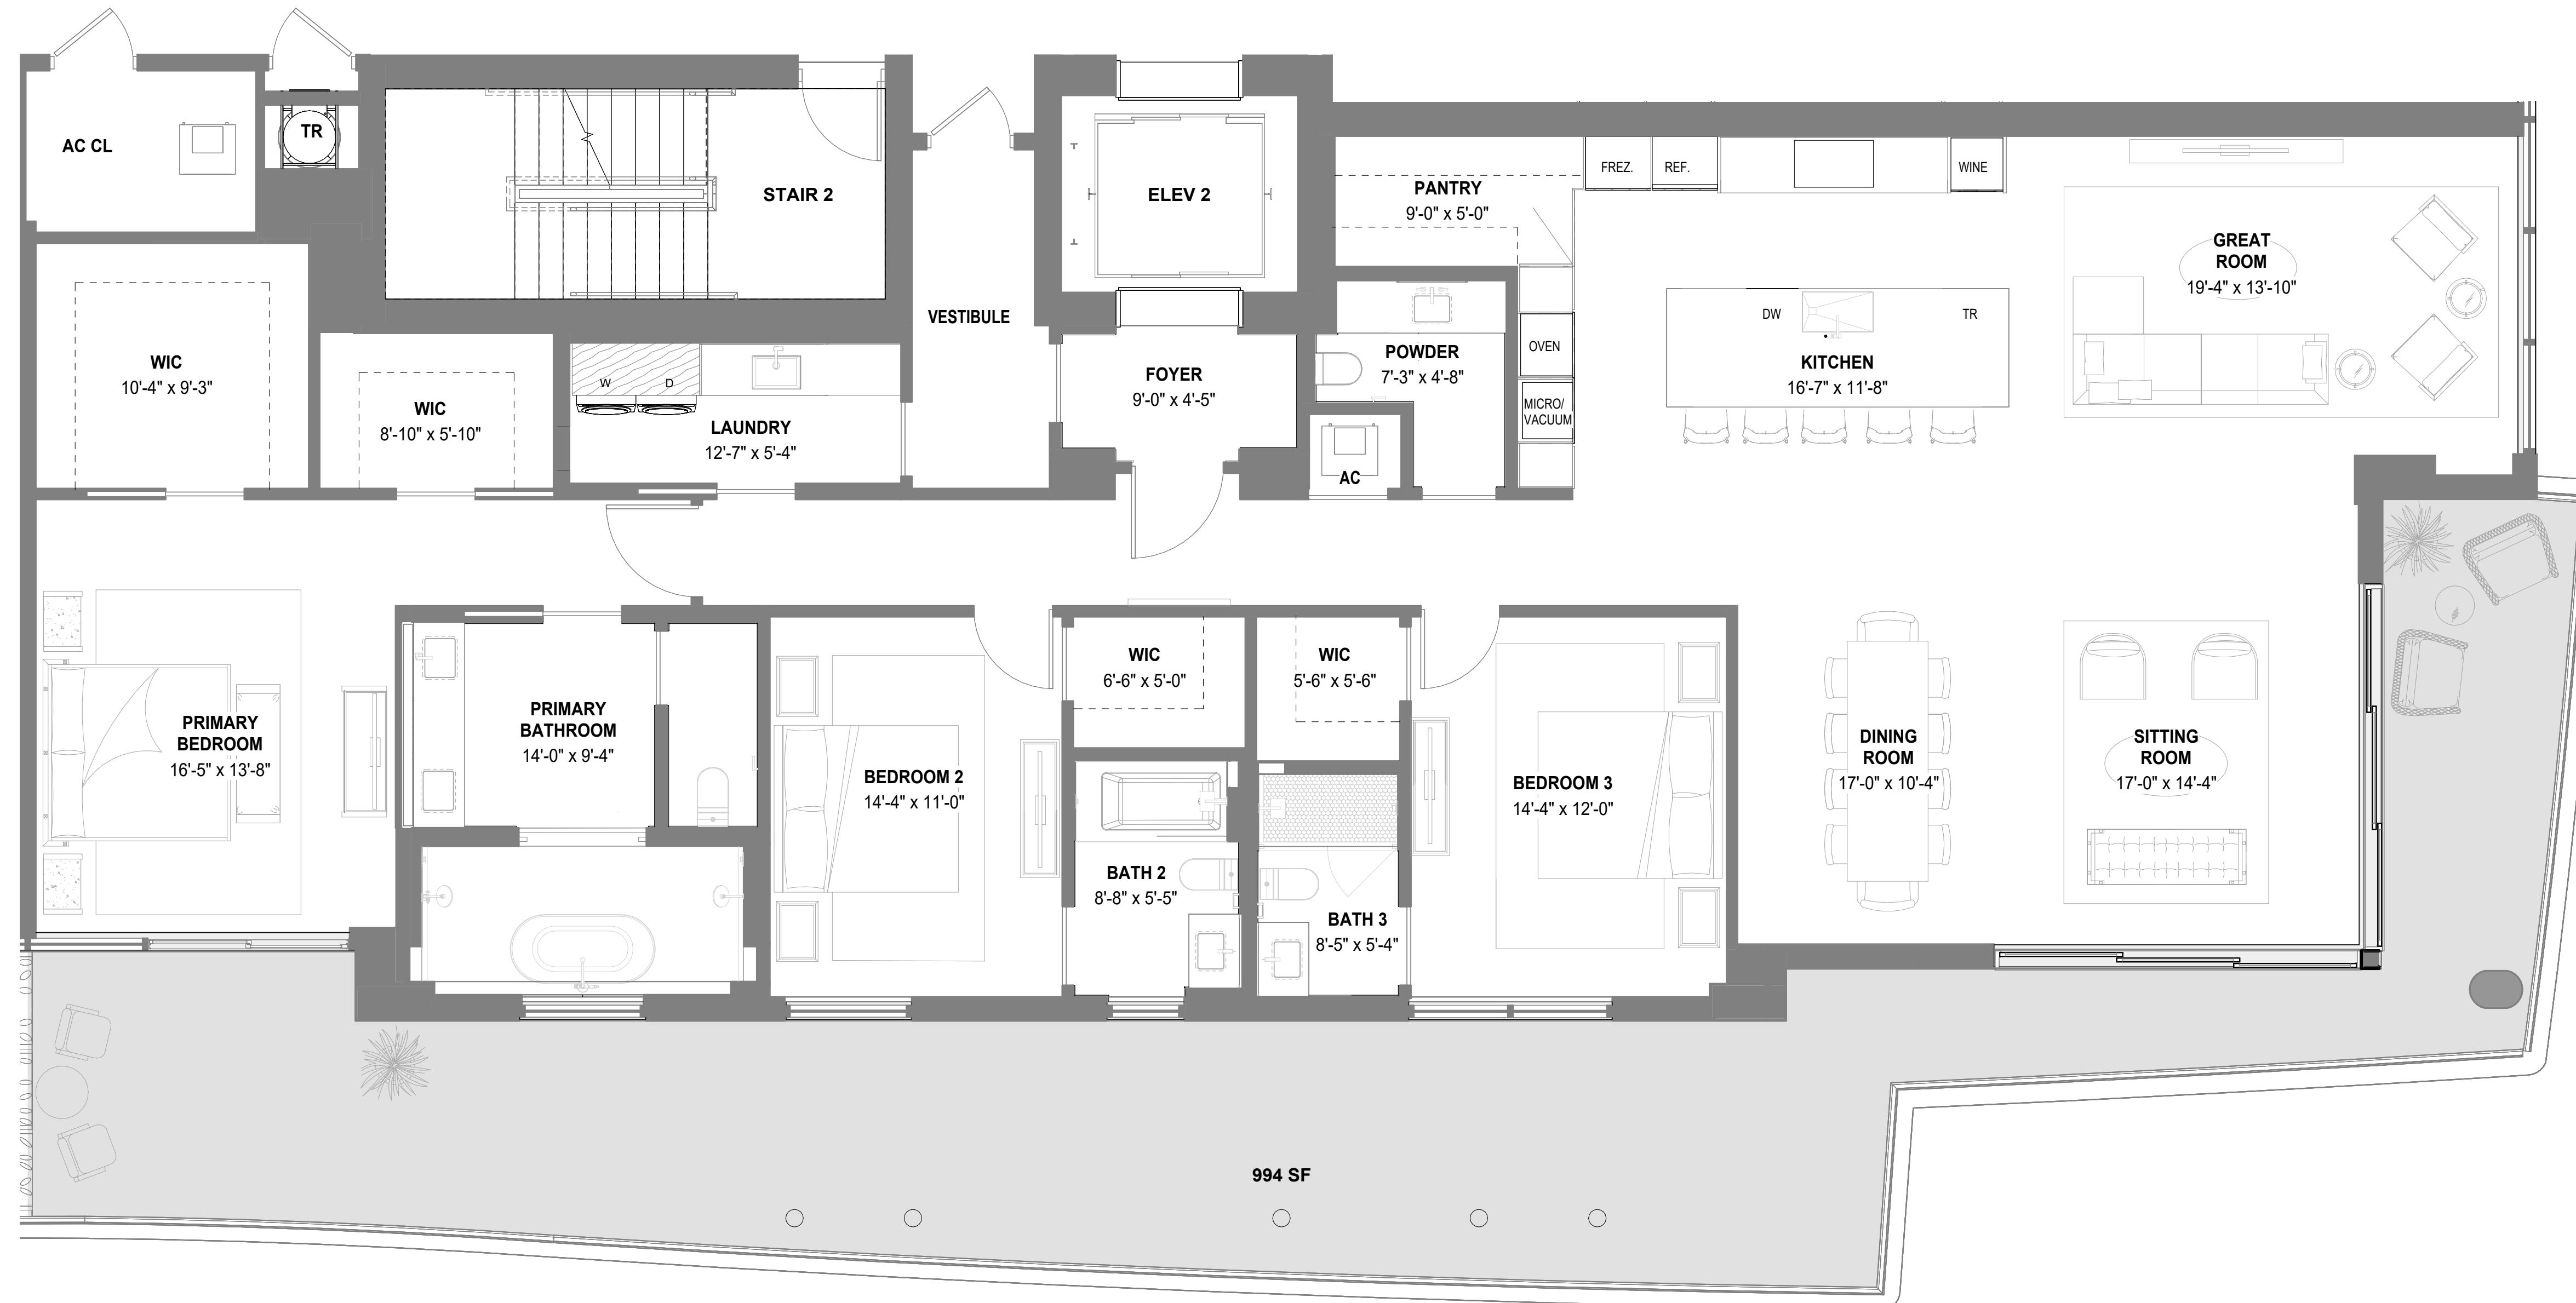 AC CL
TR
STAIR 2
ELEV 2
PANTRY
9'-0" x 5'-0"
FREZ.
REF.
WINE
GREAT
ROOM
19'-4" x 13'-10"
WIC
10'-4" x 9'-3"
WIC
8'-10" x 5'-10"
W
D
LAUNDRY
12'-7" x 5'-4"
VESTIBULE
FOYER
9'-0" x 4'-5"
POWDER
7'-3" x 4'-8"
AC
OVEN
MICRO/
VACUUM
DW
TR
KITCHEN
16'-7" x 11'-8"
PRIMARY
BEDROOM
16'-5" x 13'-8"
PRIMARY
BATHROOM
14'-0" x 9'-4"
BEDROOM 2
14'-4" x 11'-0"
WIC
6'-6" x 5'-0"
WIC
5'-6" x 5'-6"
BATH 2
8'-8" x 5'-5"
BATH 3
8'-5" x 5'-4"
BEDROOM 3
14'-4" x 12'-0"
DINING
ROOM
17'-0" x 10'-4"
SITTING
ROOM
17'-0" x 14'-4"
994 SF